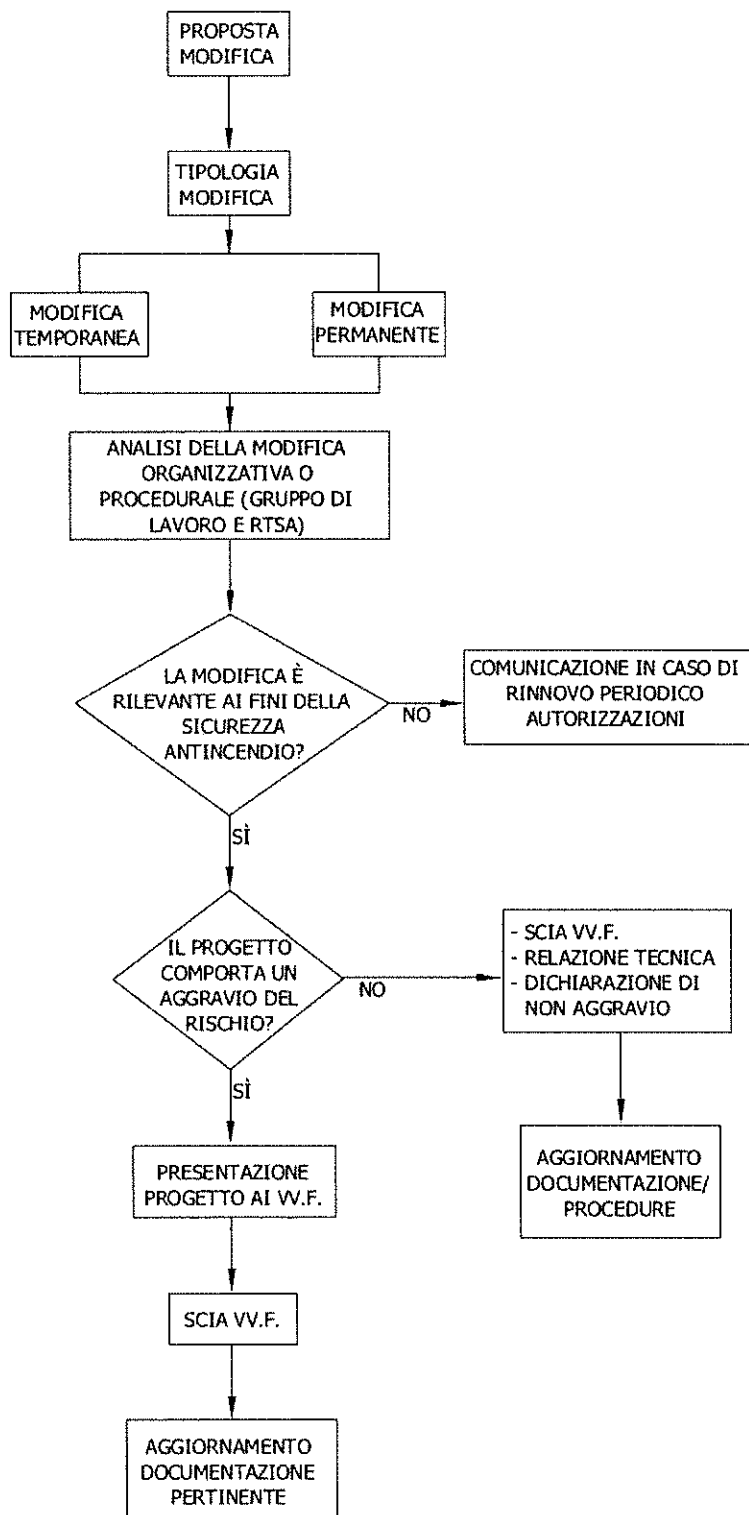 PROPOSTA
MODIFICA
TIPOLOGIA
MODIFICA
MODIFICA
TEMPORANEA
MODIFICA
PERMANENTE
ANALISI DELLA MODIFICA
ORGANIZZATIVA O
PROCEDURALE (GRUPPO DI
LAVORO E RTSA)
LA MODIFICA È
RILEVANTE AI FINI DELLA
SICUREZZA
ANTINCENDIO?
NO
COMUNICAZIONE IN CASO DI
RINNOVO PERIODICO
AUTORIZZAZIONI
SÌ
IL PROGETTO
COMPORTA UN
AGGRAVIO DEL
RISCHIO?
NO
- SCIA VV.F.
- RELAZIONE TECNICA
- DICHIARAZIONE DI
NON AGGRAVIO
AGGIORNAMENTO
DOCUMENTAZIONE/
PROCEDURE
SÌ
PRESENTAZIONE
PROGETTO AI VV.F.
SCIA VV.F.
AGGIORNAMENTO
DOCUMENTAZIONE
PERTINENTE